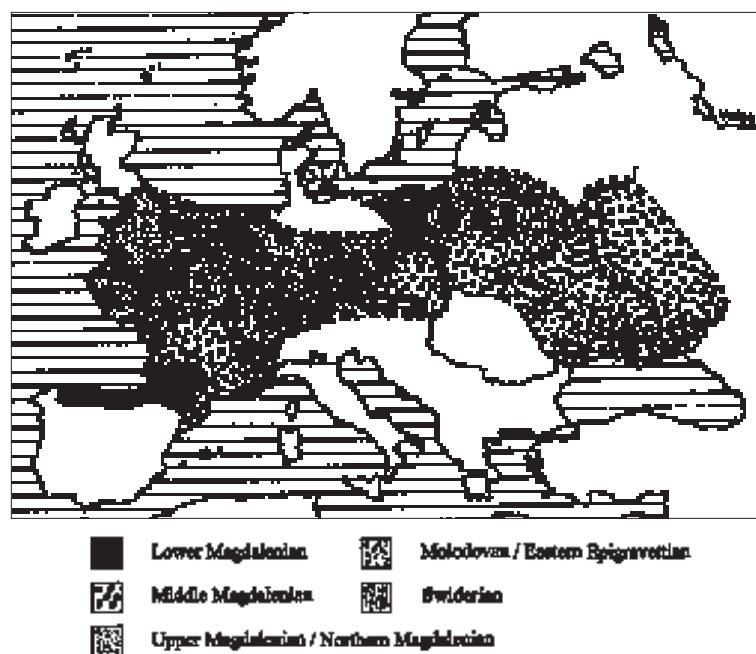 Lower Magdalenian
Middle Magdalenian
Upper Magdalenian / Northern Magdalenian
Molodovan / Eastern Epigravettian
Swiderian